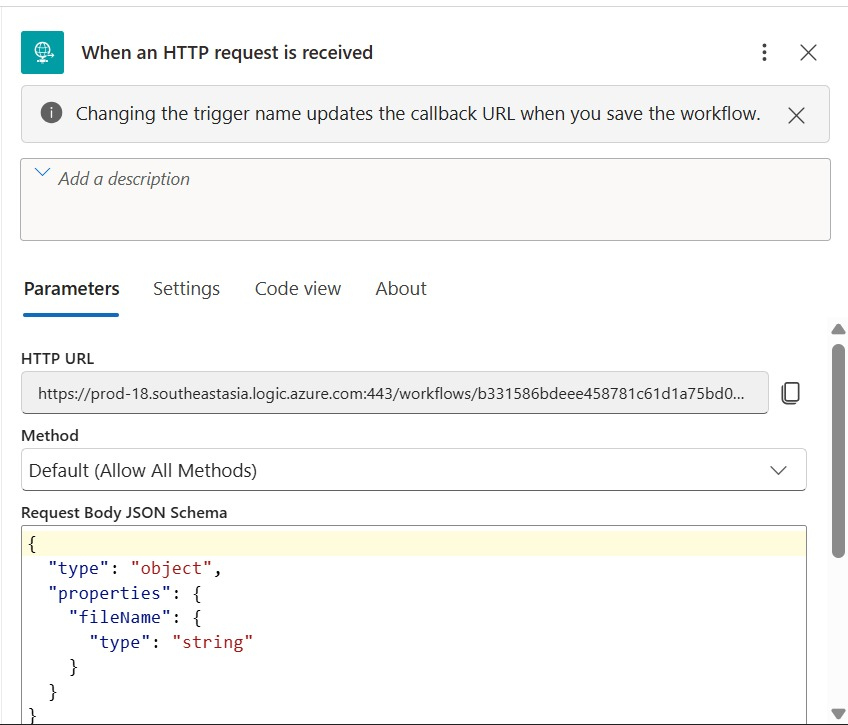 When an HTTP request is received
Changing the trigger name updates the callback URL when you save the workflow.
Add a description
Parameters Settings Code view About
HTTP URL
https://prod-18.southeastasia.logic.azure.com:443/workflows/b331586bdeee458781c61d1a75bd0...
Method
Default (Allow All Methods)
Request Body JSON Schema
{
  "type": "object",
  "properties": {
    "fileName": {
      "type": "string"
    }
  }
}